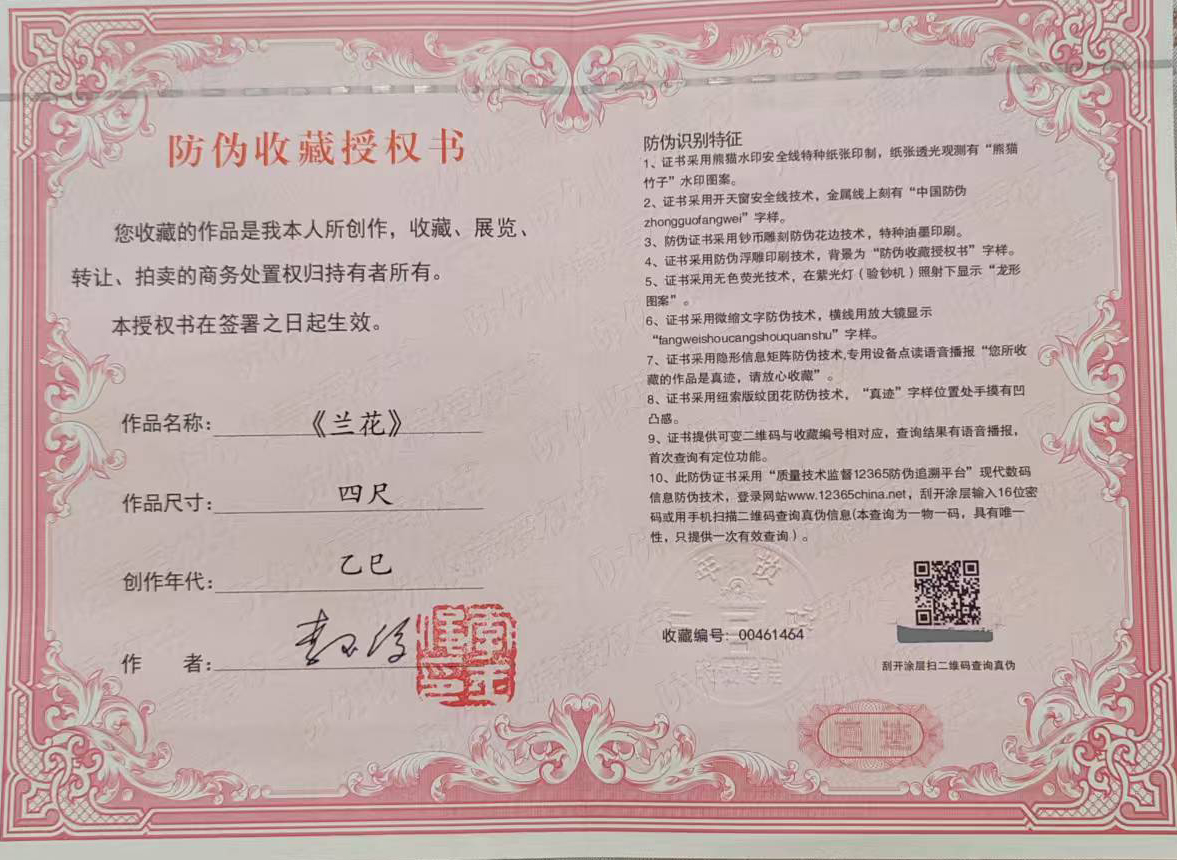 防伪收藏授权书
您收藏的作品是我本人所创作，收藏、展览、
转让、拍卖的商务处置权归持有者所有。
本授权书在签署之日起生效。
作品名称：《兰花》
作品尺寸：四尺
创作年代：乙巳
作　者：
防伪识别特征
1、证书采用熊猫水印安全线特种纸张印制，纸张透光观测有“熊猫
竹子”水印图案。
2、证书采用开天窗安全线技术，金属线上刻有“中国防伪
zhongguofangwei”字样。
3、防伪证书采用钞币雕刻防伪花边技术，特种油墨印刷。
4、证书采用防伪浮雕印刷技术，背景为“防伪收藏授权书”字样。
5、证书采用无色荧光技术，在紫光灯（验钞机）照射下显示“龙形
图案”。
6、证书采用微缩文字防伪技术，横线用放大镜显示
“fangweishoucangshouquanshu”字样。
7、证书采用隐形信息矩阵防伪技术,专用设备点读语音播报“您所收
藏的作品是真迹，请放心收藏”。
8、证书采用纽索版纹团花防伪技术，“真迹”字样位置处手摸有凹
凸感。
9、证书提供可变二维码与收藏编号相对应，查询结果有语音播报，
首次查询有定位功能。
10、此防伪证书采用“质量技术监督12365防伪追溯平台”现代数码
信息防伪技术，登录网站www.12365china.net，刮开涂层输入16位密
码或用手机扫描二维码查询真伪信息(本查询为一物一码，具有唯一
性，只提供一次有效查询）。
收藏编号：00461464
刮开涂层扫二维码查询真伪
真迹